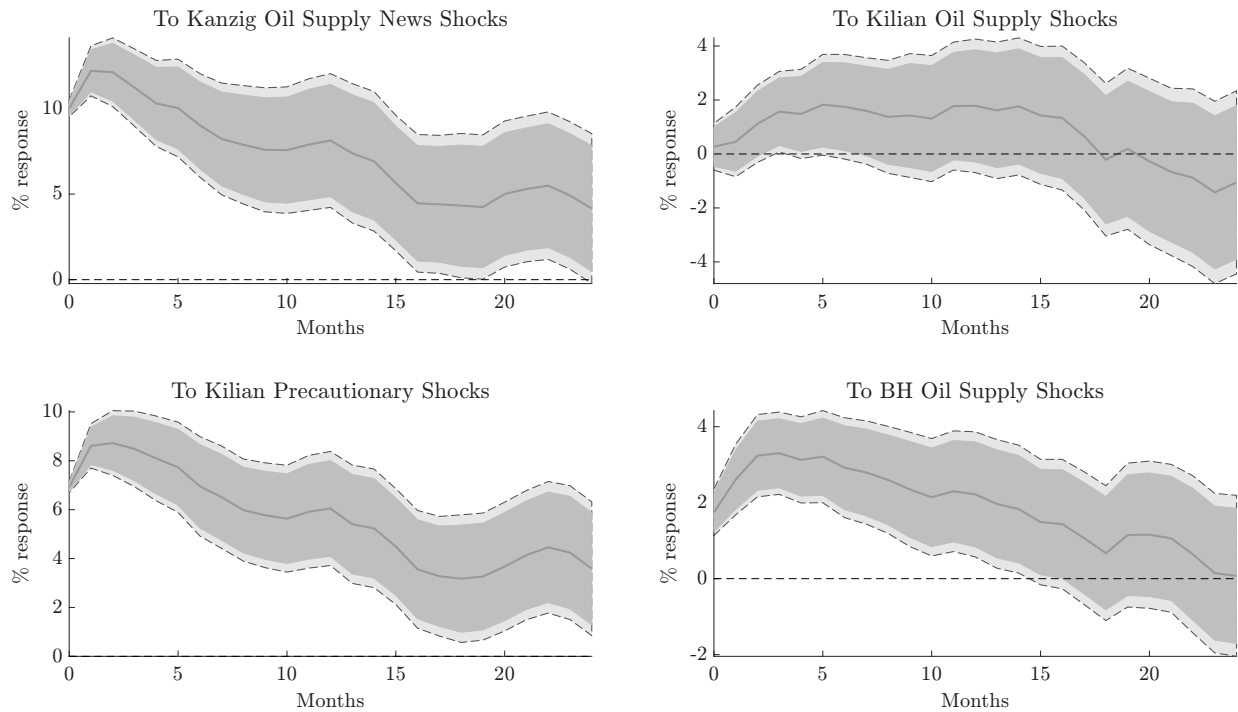 To Kanzig Oil Supply News Shocks
% response
10
5
0
0 5 10 15 20
Months
To Kilian Oil Supply Shocks
% response
4
2
0
-2
-4
0 5 10 15 20
Months
To Kilian Precautionary Shocks
% response
10
8
6
4
2
0
0 5 10 15 20
Months
To BH Oil Supply Shocks
% response
4
2
0
-2
0 5 10 15 20
Months